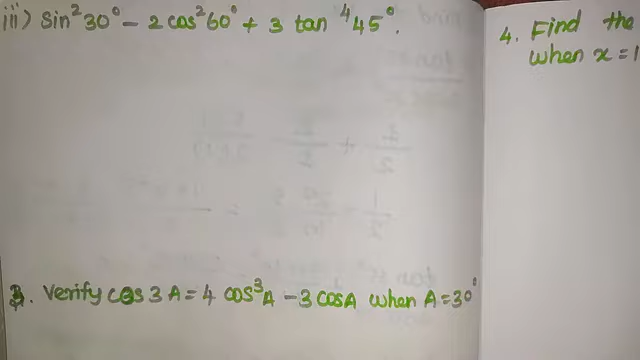 iii) Sin²30° - 2 cos²60° + 3 tan⁴45°.
3. Verify cos 3A = 4 cos³A - 3 cosA when A = 30°
4. Find the
when x = 1